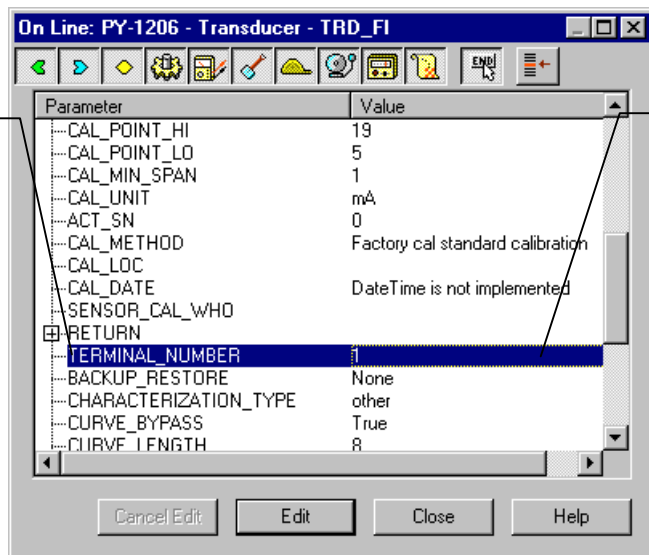 On Line: PY-1206 - Transducer - TRD_FI
END
Parameter Value
CAL_POINT_HI 19
CAL_POINT_LO 5
CAL_MIN_SPAN 1
CAL_UNIT mA
ACT_SN 0
CAL_METHOD Factory cal standard calibration
CAL_LOC
CAL_DATE DateTime is not implemented
SENSOR_CAL_WHO
RETURN
TERMINAL_NUMBER 1
BACKUP_RESTORE None
CHARACTERIZATION_TYPE other
CURVE_BYPASS True
CURVE_LENGTH 8
Cancel Edit Edit Close Help